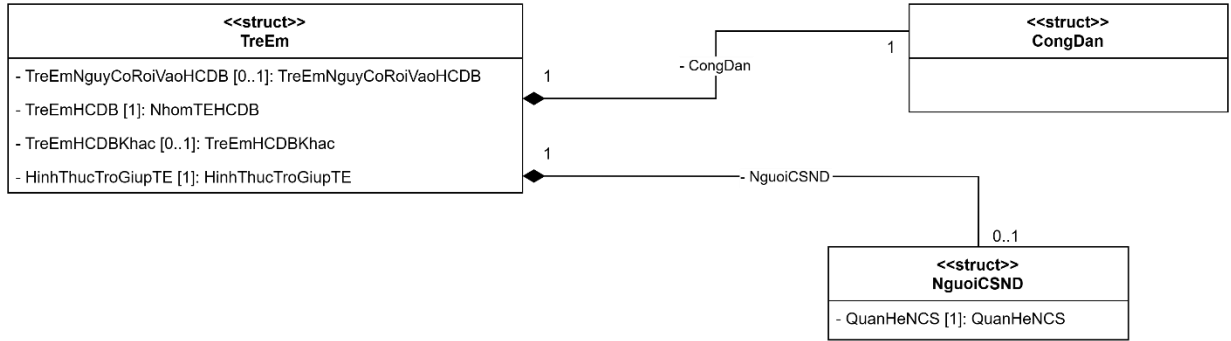 <<struct>>
TreEm
- TreEmNguyCoRoiVaoHCDB [0..1]: TreEmNguyCoRoiVaoHCDB
- TreEmHCDB [1]: NhomTEHCDB
- TreEmHCDBKhac [0..1]: TreEmHCDBKhac
- HinhThucTroGiupTE [1]: HinhThucTroGiupTE
1
- CongDan
1
<<struct>>
CongDan
1
- NguoiCSND
0..1
<<struct>>
NguoiCSND
- QuanHeNCS [1]: QuanHeNCS